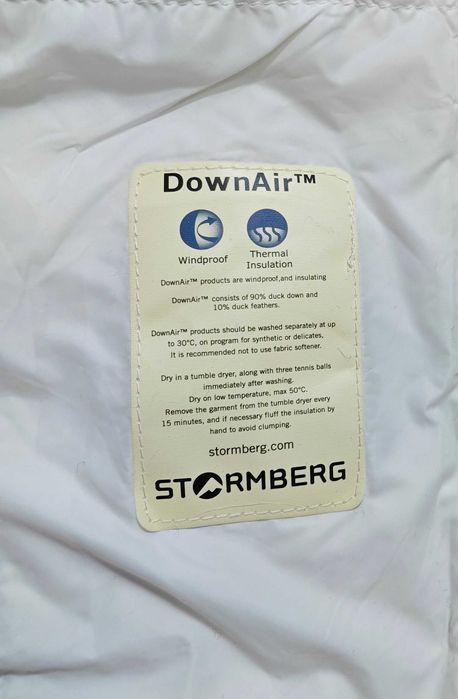 DownAir™
Windproof
Thermal
Insulation
DownAir™ products are windproof,and insulating
DownAir™ consists of 90% duck down and
10% duck feathers.
DownAir™ products should be washed separately at up
to 30°C, on program for synthetic or delicates.
It is recommended not to use fabric softener.
Dry in a tumble dryer, along with three tennis balls
immediately after washing.
Dry on low temperature, max 50°C.
Remove the garment from the tumble dryer every
15 minutes, and if necessary fluff the insulation by
hand to avoid clumping.
stormberg.com
STORMBERG